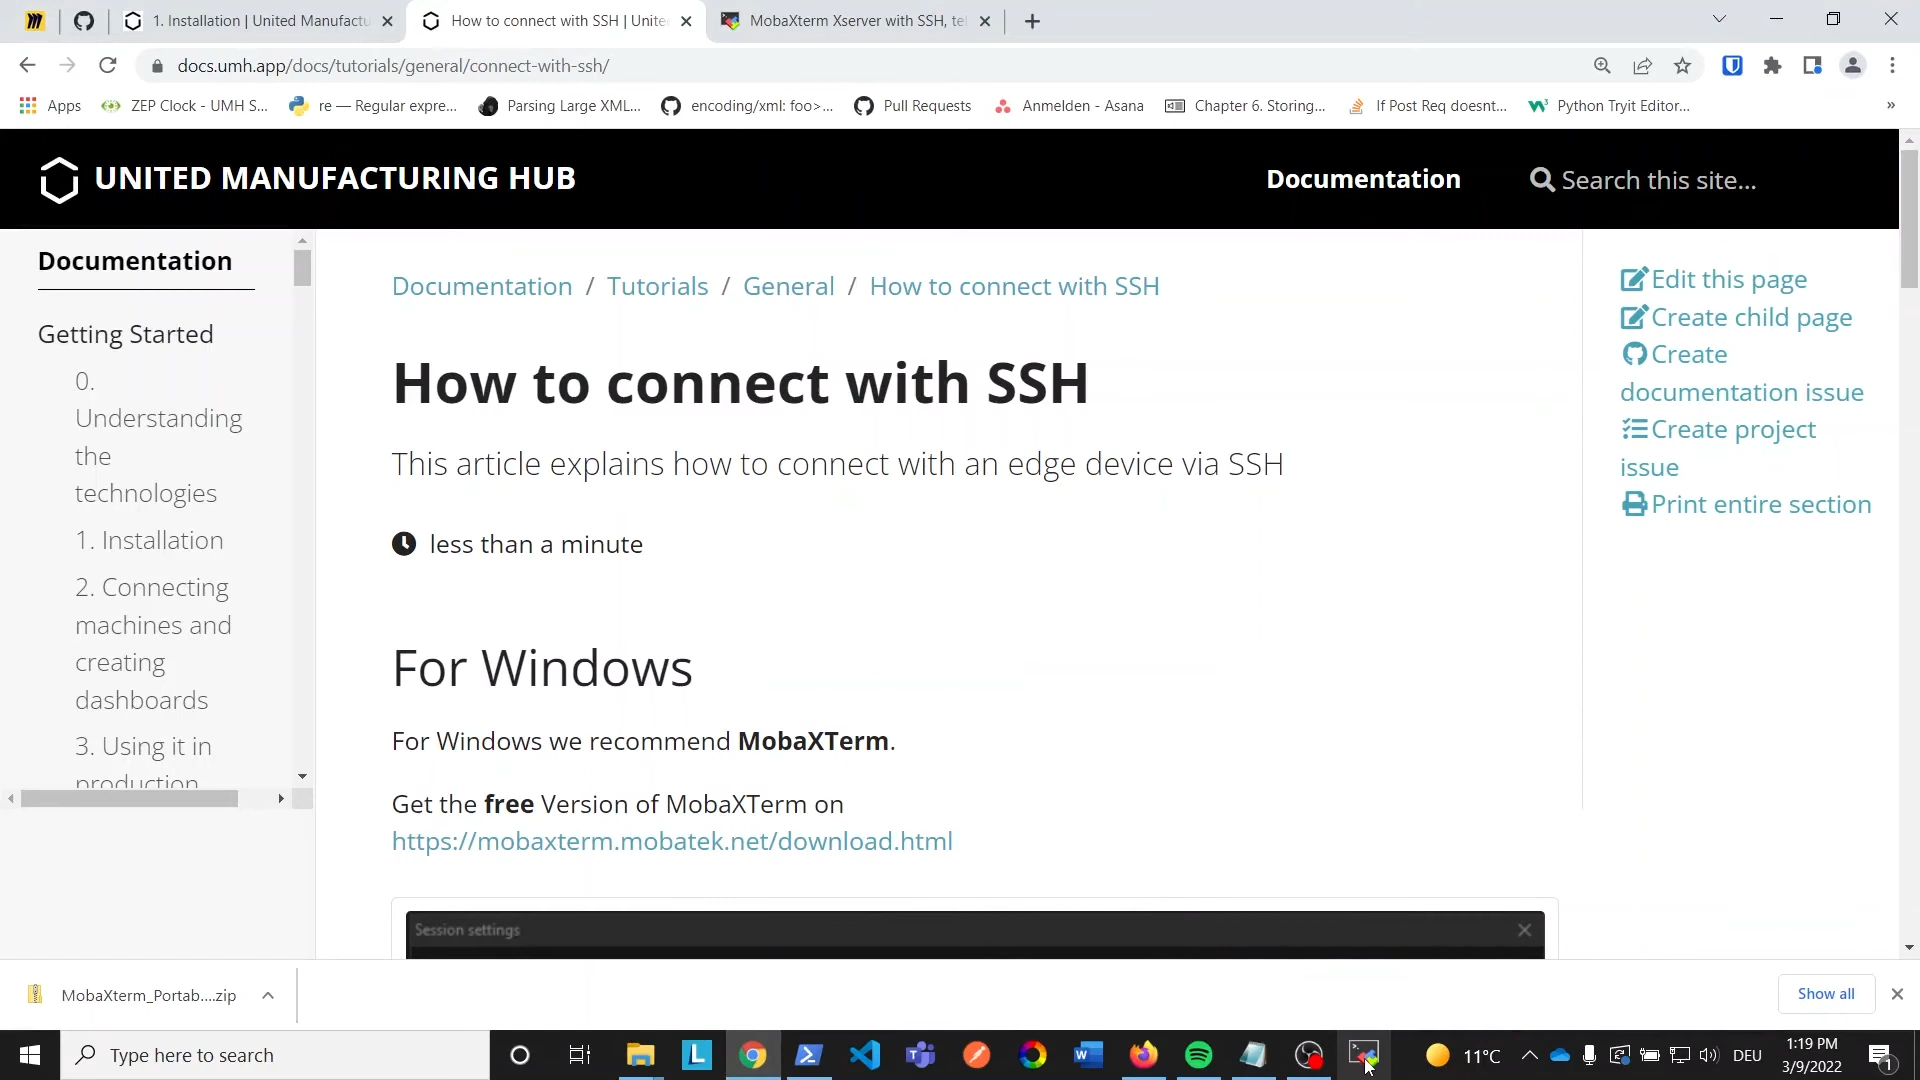 1. Installation | United Manufactu
How to connect with SSH | Unite
MobaXterm Xserver with SSH, tel
docs.umh.app/docs/tutorials/general/connect-with-ssh/
Apps
ZEP Clock - UMH S...
re — Regular expre...
Parsing Large XML...
encoding/xml: foo>...
Pull Requests
Anmelden - Asana
Chapter 6. Storing...
If Post Req doesnt...
Python Tryit Editor...
»
UNITED MANUFACTURING HUB
Documentation
Search this site...
Documentation
Getting Started
0.
Understanding
the
technologies
1. Installation
2. Connecting
machines and
creating
dashboards
3. Using it in
production
Documentation / Tutorials / General / How to connect with SSH
How to connect with SSH
This article explains how to connect with an edge device via SSH
less than a minute
For Windows
For Windows we recommend MobaXTerm.
Get the free Version of MobaXTerm on
https://mobaxterm.mobatek.net/download.html
Session settings
Edit this page
Create child page
Create
documentation issue
Create project
issue
Print entire section
MobaXterm_Portab....zip
Show all
Type here to search
11°C
DEU
1:19 PM
3/9/2022
1